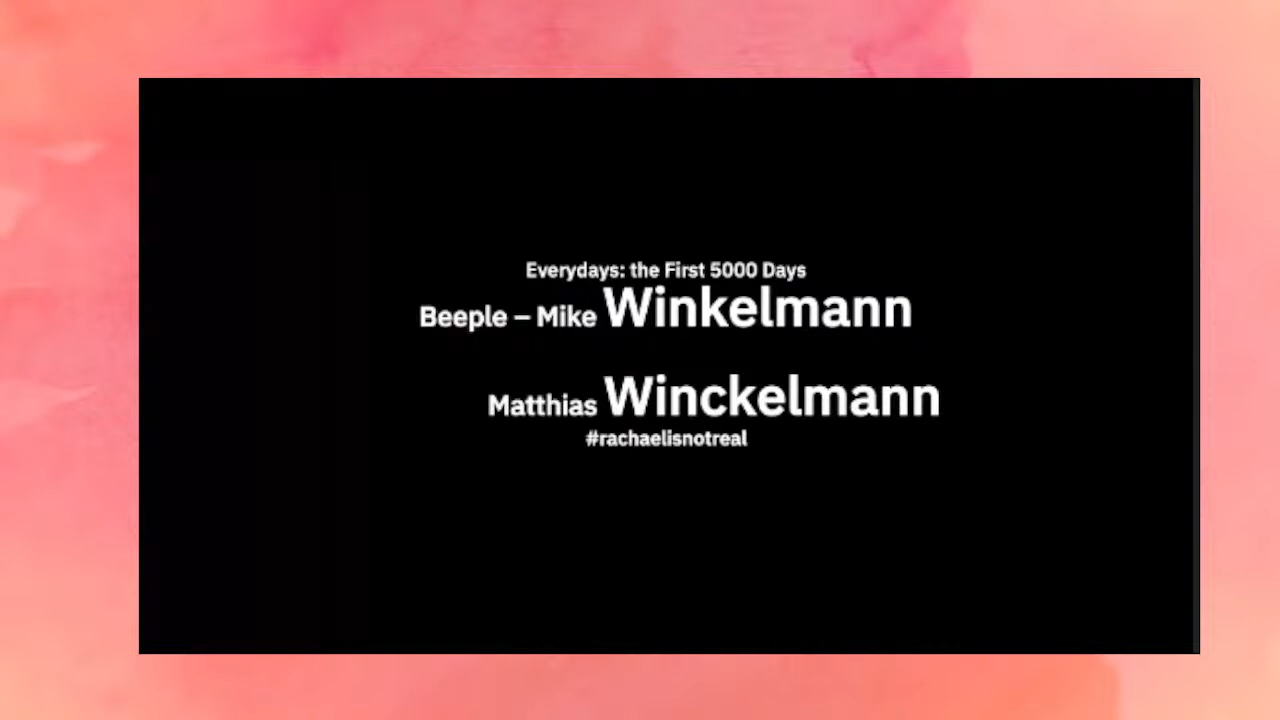 Everydays: the First 5000 Days
Beeple – Mike Winkelmann
Matthias Winckelmann
#rachaelisnotreal